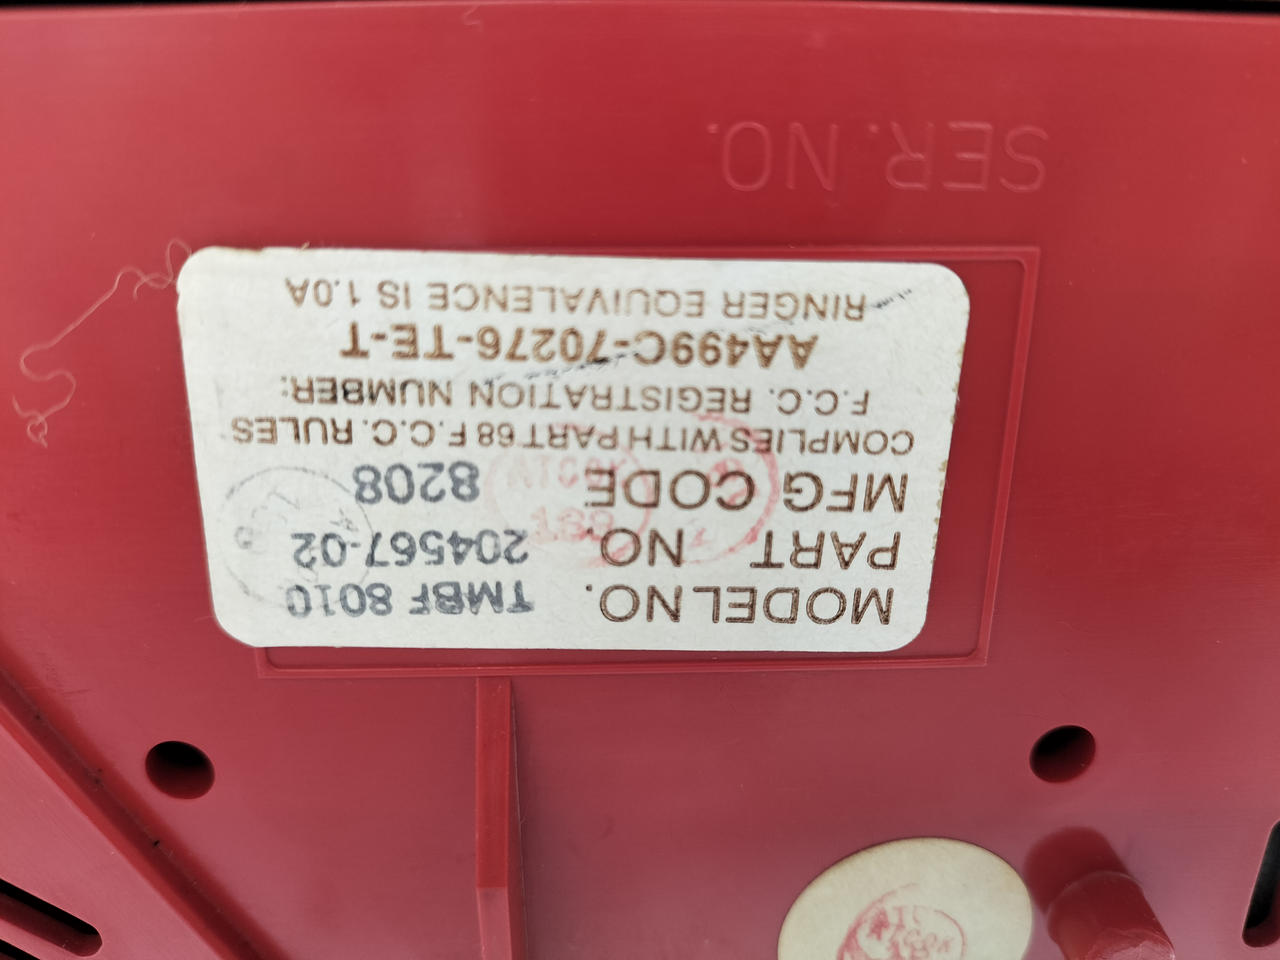 MODEL NO. TMBF 8010
PART NO. 204567-02
MFG CODE 8208
COMPLIES WITH PART 68 F.C.C. RULES
F.C.C. REGISTRATION NUMBER:
AA499C-70276-TE-T
RINGER EQUIVALENCE IS 1.0A
SER. NO.